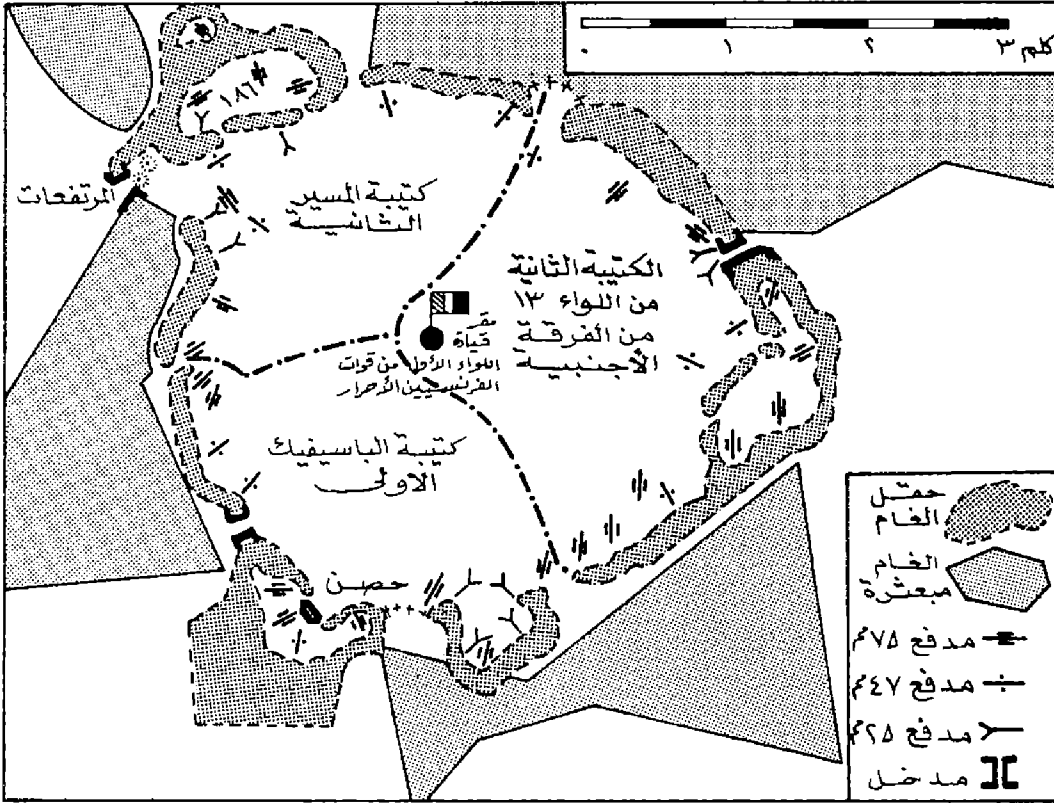 ٠ ١ ٢ ٣ كلم
١٨٦
المرتفعات
كتيبة المسير
الثانية
الكتيبة الثانية
من اللواء ١٣
من الفرقة
الأجنبية
مقر
قيادة
اللواء الأول من قوات
الفرنسيين الأحرار
كتيبة الباسيفيك
الاولى
حصن
حقل
الغام
الغام
مبعثرة
مدفع ٧٥مم
مدفع ٤٧مم
مدفع ٢٥مم
مدخل